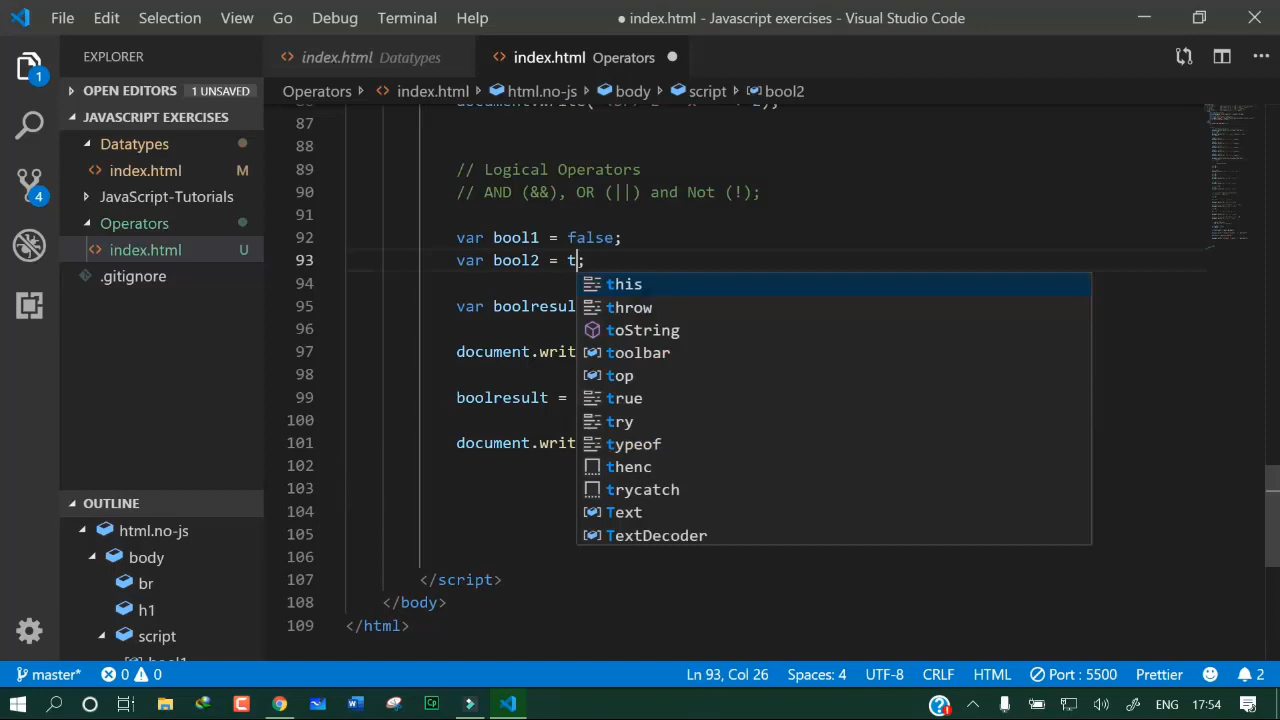 File Edit Selection View Go Debug Terminal Help
● index.html - Javascript exercises - Visual Studio Code
EXPLORER
index.html Datatypes
index.html Operators
OPEN EDITORS 1 UNSAVED
Operators index.html html.no-js body script bool2
JAVASCRIPT EXERCISES
Datatypes
index.html M
JavaScript-Tutorials
Operators
index.html U
.gitignore
1
4
87
88
89 // Logical Operators
90 // AND (&&), OR (||) and Not (!);
91
92 var bool1 = false;
93 var bool2 = t;
94
95 var boolresul
96
97 document.writ
98
99 boolresult =
100
101 document.writ
102
103
104
105
106
107 </script>
108 </body>
109 </html>
this
throw
toString
toolbar
top
true
try
typeof
thenc
trycatch
Text
TextDecoder
OUTLINE
html.no-js
body
br
h1
script
master* 0 0 Ln 93, Col 26 Spaces: 4 UTF-8 CRLF HTML Port : 5500 Prettier 2
ENG 17:54